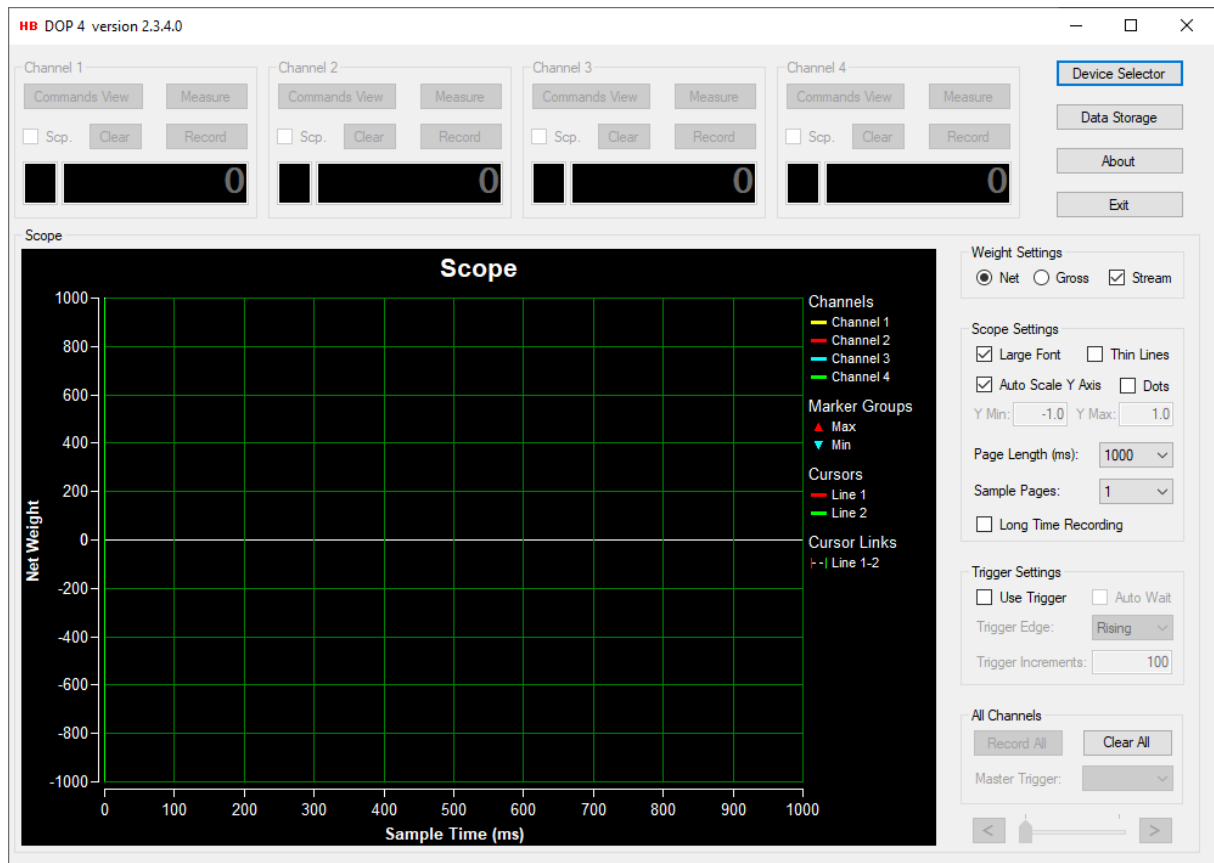 HB DOP 4 version 2.3.4.0
Channel 1
Commands View Measure
Scp. Clear Record
0
Channel 2
Commands View Measure
Scp. Clear Record
0
Channel 3
Commands View Measure
Scp. Clear Record
0
Channel 4
Commands View Measure
Scp. Clear Record
0
Device Selector
Data Storage
About
Exit
Scope
Scope
1000
800
600
400
200
0
-200
-400
-600
-800
-1000
Net Weight
0 100 200 300 400 500 600 700 800 900 1000
Sample Time (ms)
Channels
Channel 1
Channel 2
Channel 3
Channel 4
Marker Groups
Max
Min
Cursors
Line 1
Line 2
Cursor Links
Line 1-2
Weight Settings
Net Gross Stream
Scope Settings
Large Font Thin Lines
Auto Scale Y Axis Dots
Y Min: -1.0 Y Max: 1.0
Page Length (ms): 1000
Sample Pages: 1
Long Time Recording
Trigger Settings
Use Trigger Auto Wait
Trigger Edge: Rising
Trigger Increments: 100
All Channels
Record All Clear All
Master Trigger:
< >